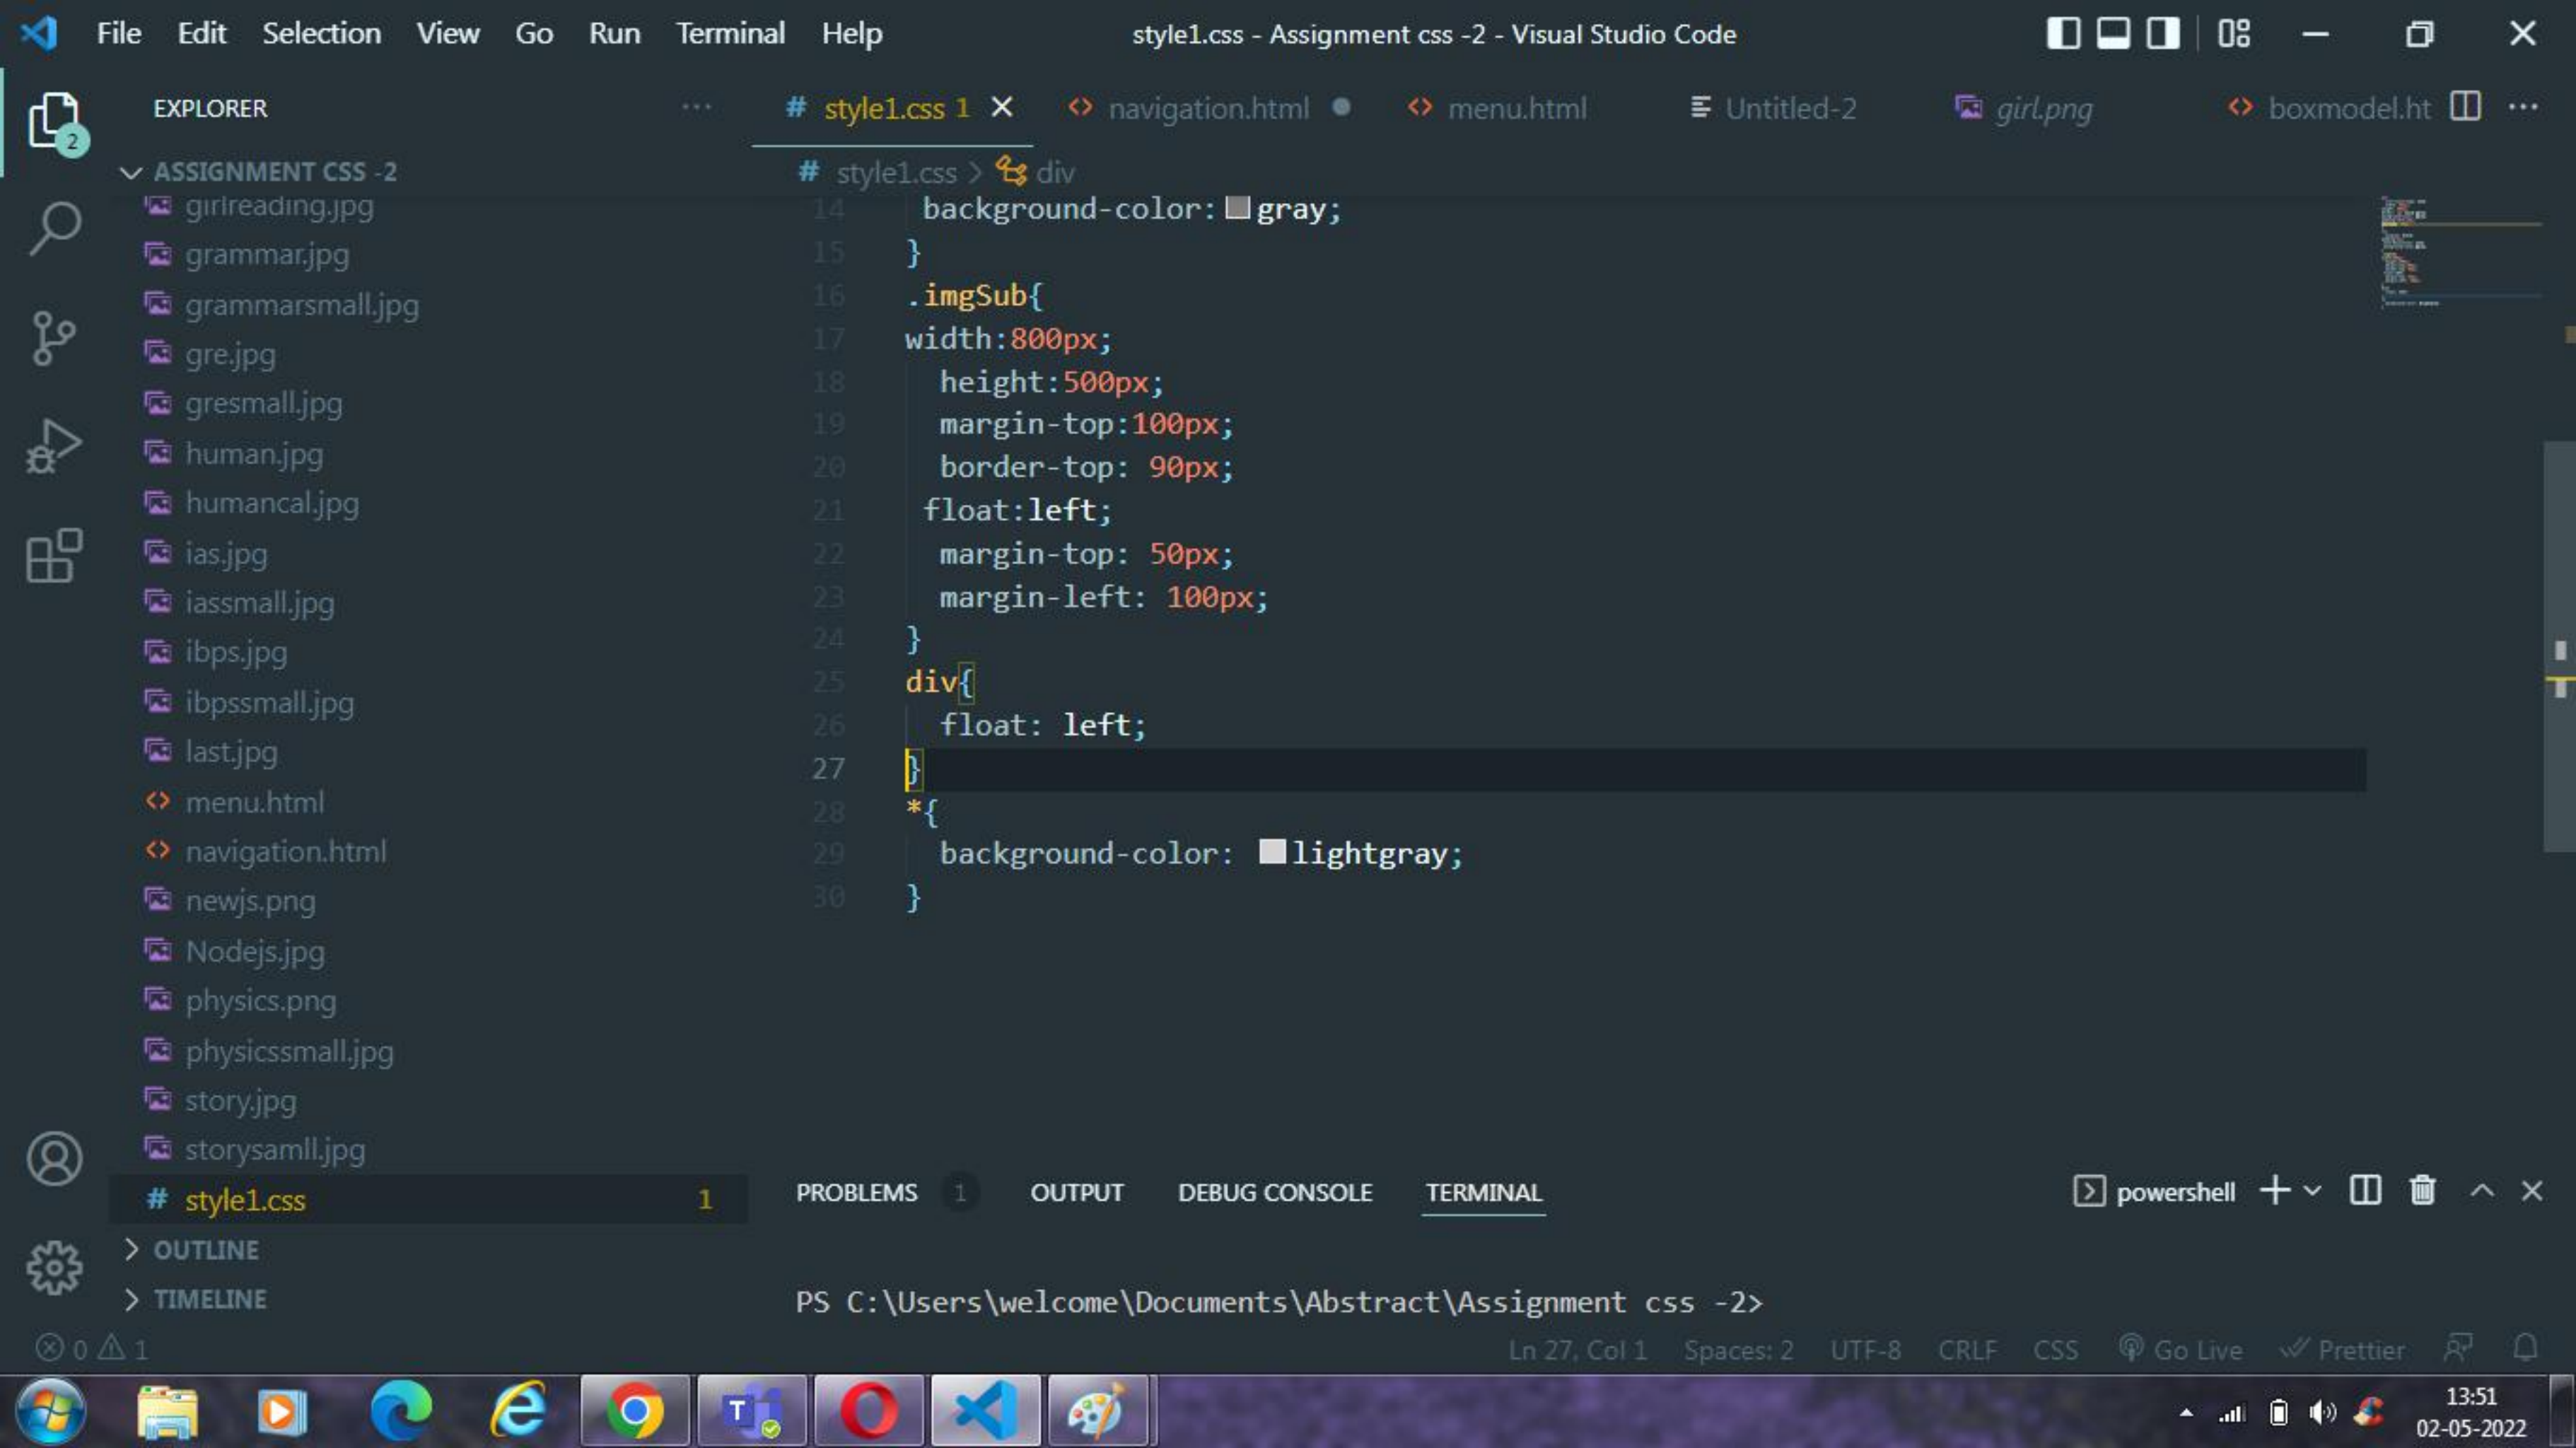 File Edit Selection View Go Run Terminal Help style1.css - Assignment css -2 - Visual Studio Code
EXPLORER ··· # style1.css 1 navigation.html menu.html Untitled-2 girl.png boxmodel.ht ···
2
ASSIGNMENT CSS -2
# style1.css > div
girlreading.jpg
grammar.jpg
grammarsmall.jpg
gre.jpg
gresmall.jpg
human.jpg
humancal.jpg
ias.jpg
iassmall.jpg
ibps.jpg
ibpssmall.jpg
last.jpg
menu.html
navigation.html
newjs.png
Nodejs.jpg
physics.png
physicssmall.jpg
story.jpg
storysamll.jpg
# style1.css 1
OUTLINE
TIMELINE
14 background-color: gray;
15 }
16 .imgSub{
17 width:800px;
18 height:500px;
19 margin-top:100px;
20 border-top: 90px;
21 float:left;
22 margin-top: 50px;
23 margin-left: 100px;
24 }
25 div{
26 float: left;
27 }
28 *{
29 background-color: lightgray;
30 }
PROBLEMS 1 OUTPUT DEBUG CONSOLE TERMINAL powershell
PS C:\Users\welcome\Documents\Abstract\Assignment css -2>
0 1 Ln 27, Col 1 Spaces: 2 UTF-8 CRLF CSS Go Live Prettier
T
13:51
02-05-2022